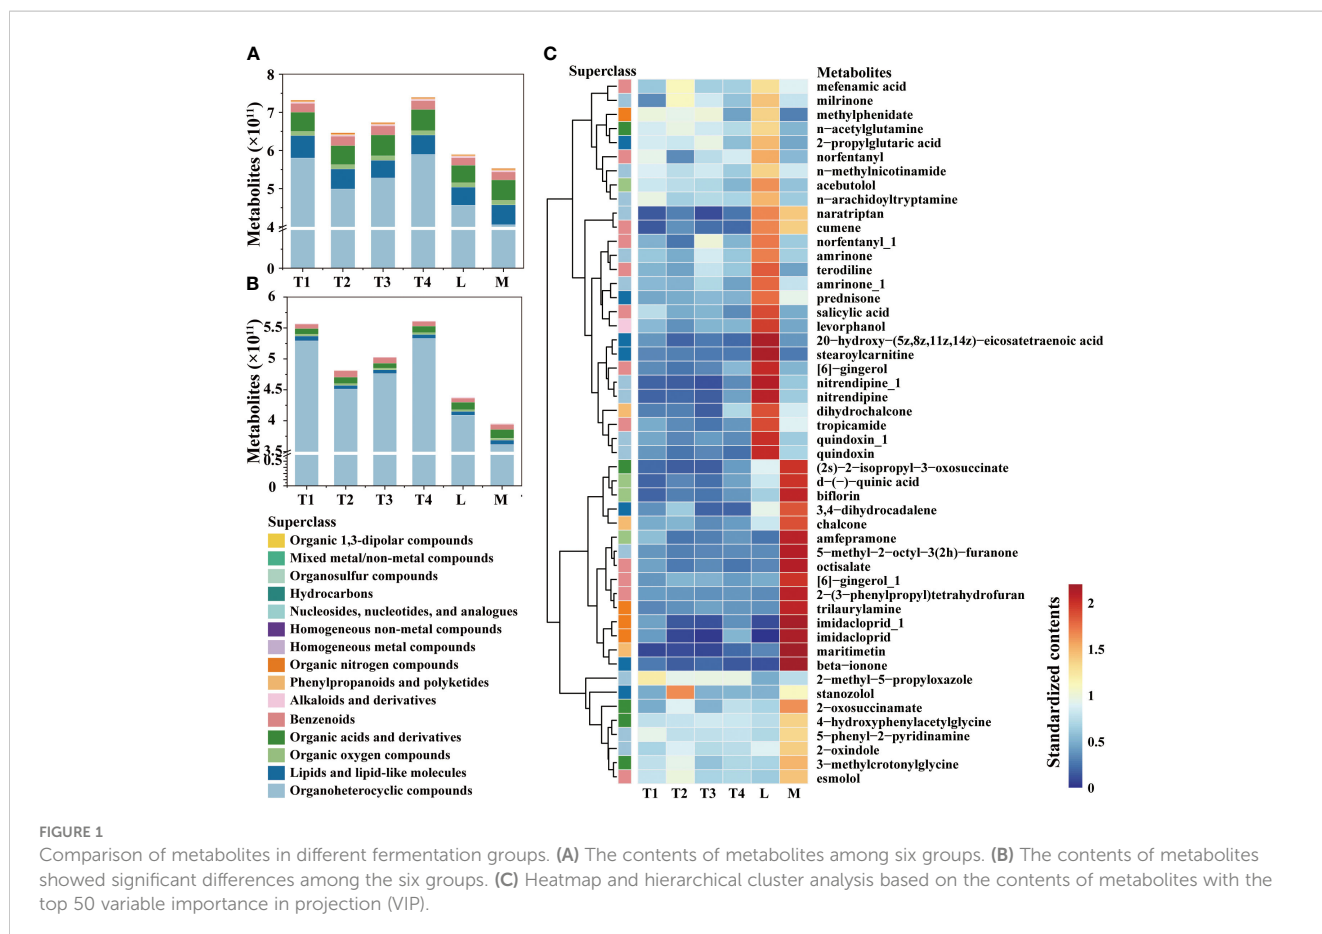 A
Metabolites (×10¹¹)
8
7
6
5
4
0
T1 T2 T3 T4 L M
B
Metabolites (×10¹¹)
6
5.5
5
4.5
4
3.5
0.5
0
T1 T2 T3 T4 L M
Superclass
Organic 1,3-dipolar compounds
Mixed metal/non-metal compounds
Organosulfur compounds
Hydrocarbons
Nucleosides, nucleotides, and analogues
Homogeneous non-metal compounds
Homogeneous metal compounds
Organic nitrogen compounds
Phenylpropanoids and polyketides
Alkaloids and derivatives
Benzenoids
Organic acids and derivatives
Organic oxygen compounds
Lipids and lipid-like molecules
Organoheterocyclic compounds
C
Superclass
Metabolites
mefenamic acid
milrinone
methylphenidate
n−acetylglutamine
2−propylglutaric acid
norfentanyl
n−methylnicotinamide
acebutolol
n−arachidoyltryptamine
naratriptan
cumene
norfentanyl_1
amrinone
terodiline
amrinone_1
prednisone
salicylic acid
levorphanol
20−hydroxy−(5z,8z,11z,14z)−eicosatetraenoic acid
stearoylcarnitine
[6]−gingerol
nitrendipine_1
nitrendipine
dihydrochalcone
tropicamide
quindoxin_1
quindoxin
(2s)−2−isopropyl−3−oxosuccinate
d−(−)−quinic acid
biflorin
3,4−dihydrocadalene
chalcone
amfepramone
5−methyl−2−octyl−3(2h)−furanone
octisalate
[6]−gingerol_1
2−(3−phenylpropyl)tetrahydrofuran
trilaurylamine
imidacloprid_1
imidacloprid
maritimetin
beta−ionone
2−methyl−5−propyloxazole
stanozolol
2−oxosuccinamate
4−hydroxyphenylacetylglycine
5−phenyl−2−pyridinamine
2−oxindole
3−methylcrotonylglycine
esmolol
T1 T2 T3 T4 L M
Standardized contents
2
1.5
1
0.5
0
FIGURE 1
Comparison of metabolites in different fermentation groups. (A) The contents of metabolites among six groups. (B) The contents of metabolites
showed significant differences among the six groups. (C) Heatmap and hierarchical cluster analysis based on the contents of metabolites with the
top 50 variable importance in projection (VIP).